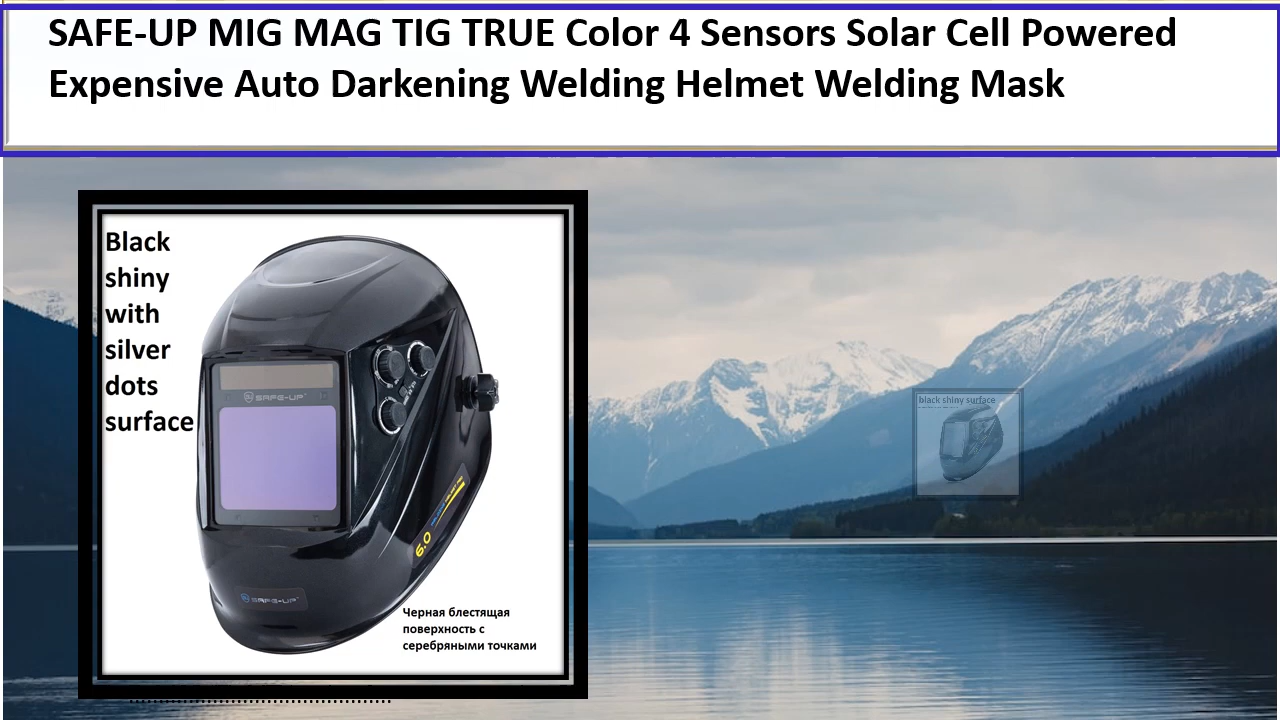 SAFE-UP MIG MAG TIG TRUE Color 4 Sensors Solar Cell Powered
Expensive Auto Darkening Welding Helmet Welding Mask
Black
shiny
with
silver
dots
surface
SAFE-UP
6.0
SAFE-UP
Черная блестящая
поверхность с
серебряными точками
black shiny surface